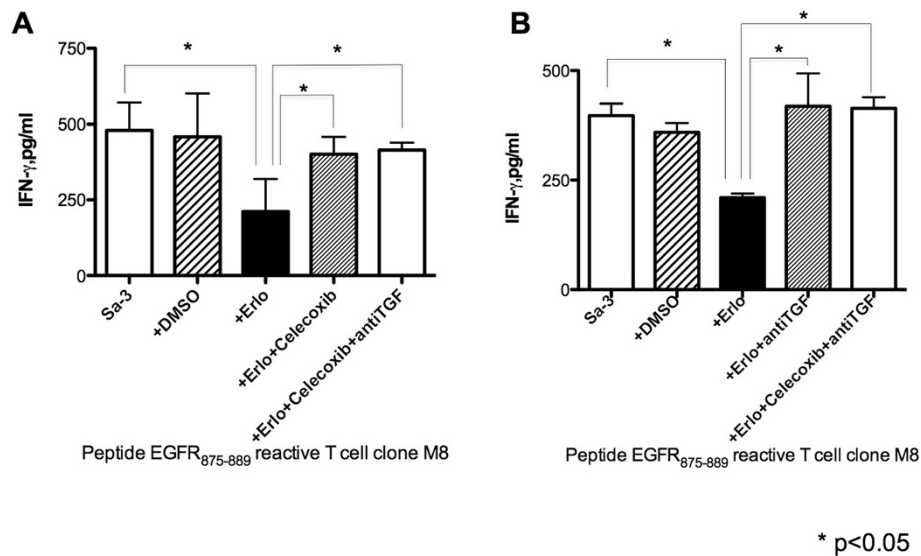 A
750
500
250
0
IFN-γ,pg/ml
*
*
*
Sa-3
+DMSO
+Erlo
+Erlo+Celecoxib
+Erlo+Celecoxib+antiTGF
Peptide EGFR875-889 reactive T cell clone M8
B
500
250
0
IFN-γ,pg/ml
*
*
*
Sa-3
+DMSO
+Erlo
+Erlo+antiTGF
+Erlo+Celecoxib+antiTGF
Peptide EGFR875-889 reactive T cell clone M8
* p<0.05